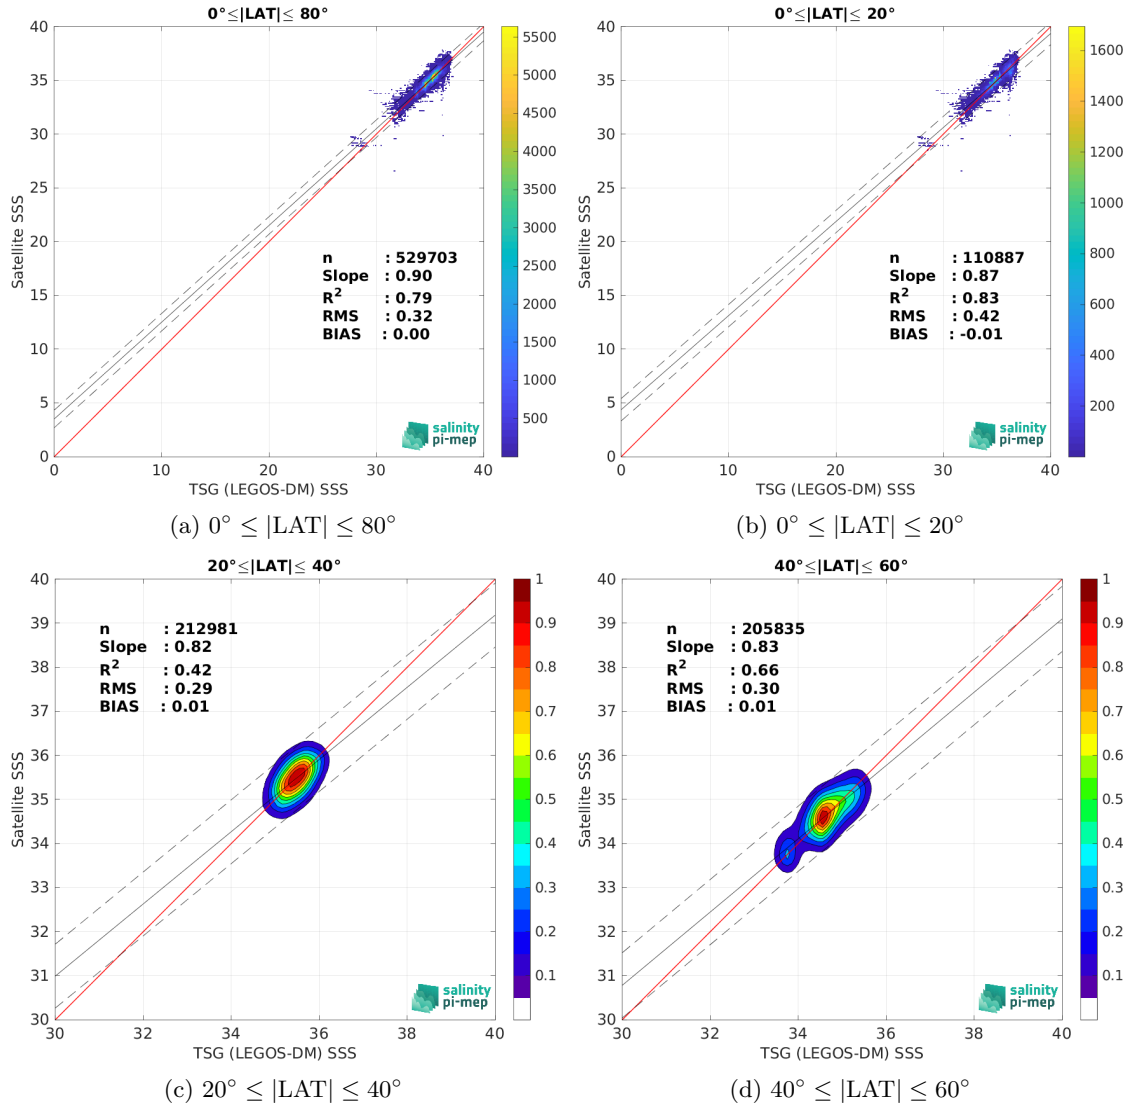 0°≤|LAT|≤ 80°
40
35
30
25
20
15
10
5
0
Satellite SSS
n : 529703
Slope : 0.90
R² : 0.79
RMS : 0.32
BIAS : 0.00
salinity
pi-mep
0 10 20 30 40
TSG (LEGOS-DM) SSS
5500
5000
4500
4000
3500
3000
2500
2000
1500
1000
500
(a) 0° ≤ |LAT| ≤ 80°
0°≤|LAT|≤ 20°
40
35
30
25
20
15
10
5
0
Satellite SSS
n : 110887
Slope : 0.87
R² : 0.83
RMS : 0.42
BIAS : -0.01
salinity
pi-mep
0 10 20 30 40
TSG (LEGOS-DM) SSS
1600
1400
1200
1000
800
600
400
200
(b) 0° ≤ |LAT| ≤ 20°
20°≤|LAT|≤ 40°
40
39
38
37
36
35
34
33
32
31
30
Satellite SSS
n : 212981
Slope : 0.82
R² : 0.42
RMS : 0.29
BIAS : 0.01
salinity
pi-mep
30 32 34 36 38 40
TSG (LEGOS-DM) SSS
1
0.9
0.8
0.7
0.6
0.5
0.4
0.3
0.2
0.1
(c) 20° ≤ |LAT| ≤ 40°
40°≤|LAT|≤ 60°
40
39
38
37
36
35
34
33
32
31
30
Satellite SSS
n : 205835
Slope : 0.83
R² : 0.66
RMS : 0.30
BIAS : 0.01
salinity
pi-mep
30 32 34 36 38 40
TSG (LEGOS-DM) SSS
1
0.9
0.8
0.7
0.6
0.5
0.4
0.3
0.2
0.1
(d) 40° ≤ |LAT| ≤ 60°